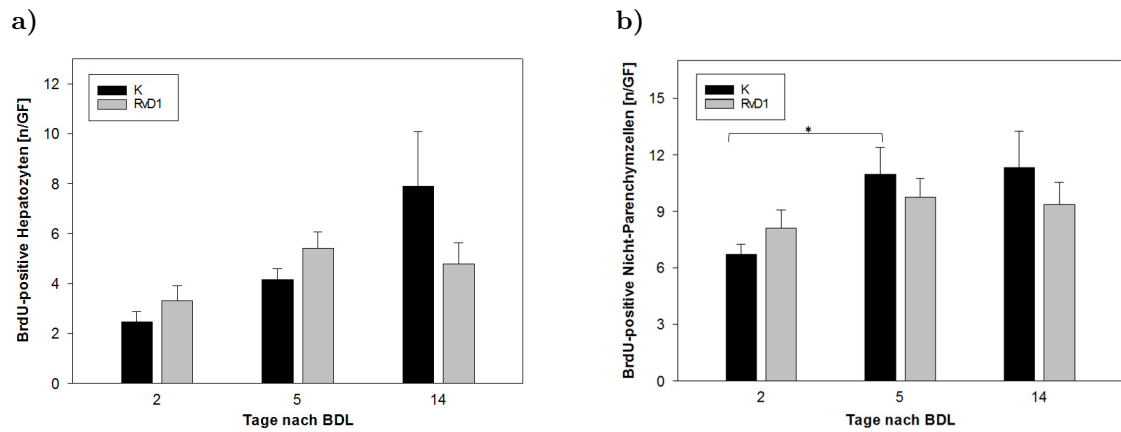 a)
BrdU-positive Hepatozyten [n/GF]
12
10
8
6
4
2
0
K
RvD1
2 5 14
Tage nach BDL
b)
BrdU-positive Nicht-Parenchymzellen [n/GF]
15
12
9
6
3
0
K
RvD1
*
2 5 14
Tage nach BDL